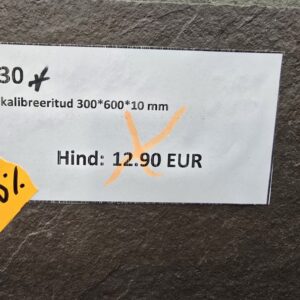 30
kalibreeritud 300*600*10 mm
Hind: 12.90 EUR
%